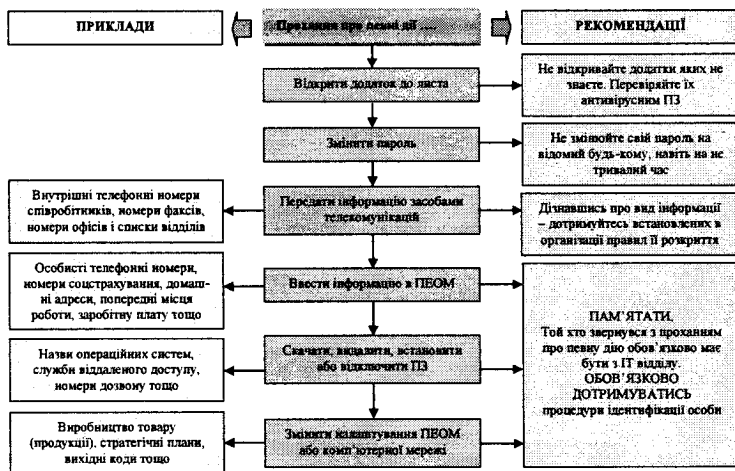 ПРИКЛАДИ
Прохання про певні дії ....
РЕКОМЕНДАЦІЇ
Відкрити додаток до листа
Не відкривайте додатки яких не
знаєте. Перевіряйте їх
антивірусним ПЗ
Змінити пароль
Не змінюйте свій пароль на
відомий будь-кому, навіть на не
тривалий час
Внутрішні телефонні номери
співробітників, номери факсів,
номери офісів і списки відділів
Передати інформацію засобами
телекомунікацій
Дізнавшись про вид інформації
– дотримуйтесь встановлених в
організації правил її розкриття
Особисті телефонні номери,
номери соцстрахування, домаш-
ні адреси, попередні місця
роботи, заробітну плату тощо
Ввести інформацію в ПЕОМ
ПАМ'ЯТАТИ,
Той хто звернувся з проханням
про певну дію обов'язково має
бути з ІТ відділу.
ОБОВ'ЯЗКОВО
ДОТРИМУВАТИСЬ
процедури ідентифікації особи
Назви операційних систем,
служби віддаленого доступу,
номери дозвому тощо
Скачати, видалити, встановити
або відключити ПЗ
Виробництво товару
(продукції), стратегічні плани,
вихідні коди тощо
Змінити налаштування ПЕОМ
або комп'ютерної мережі